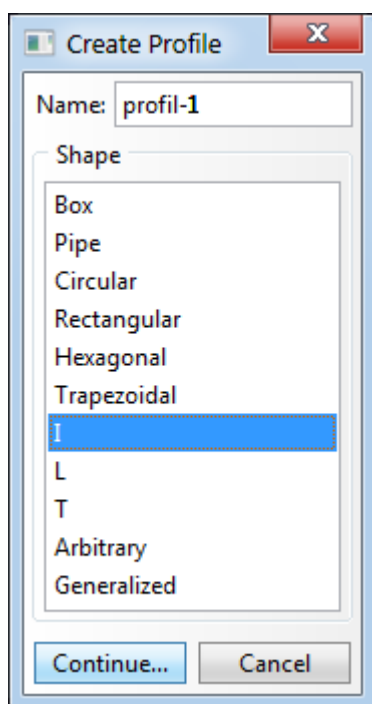 Create Profile
Name: profil-1
Shape
Box
Pipe
Circular
Rectangular
Hexagonal
Trapezoidal
I
L
T
Arbitrary
Generalized
Continue... Cancel